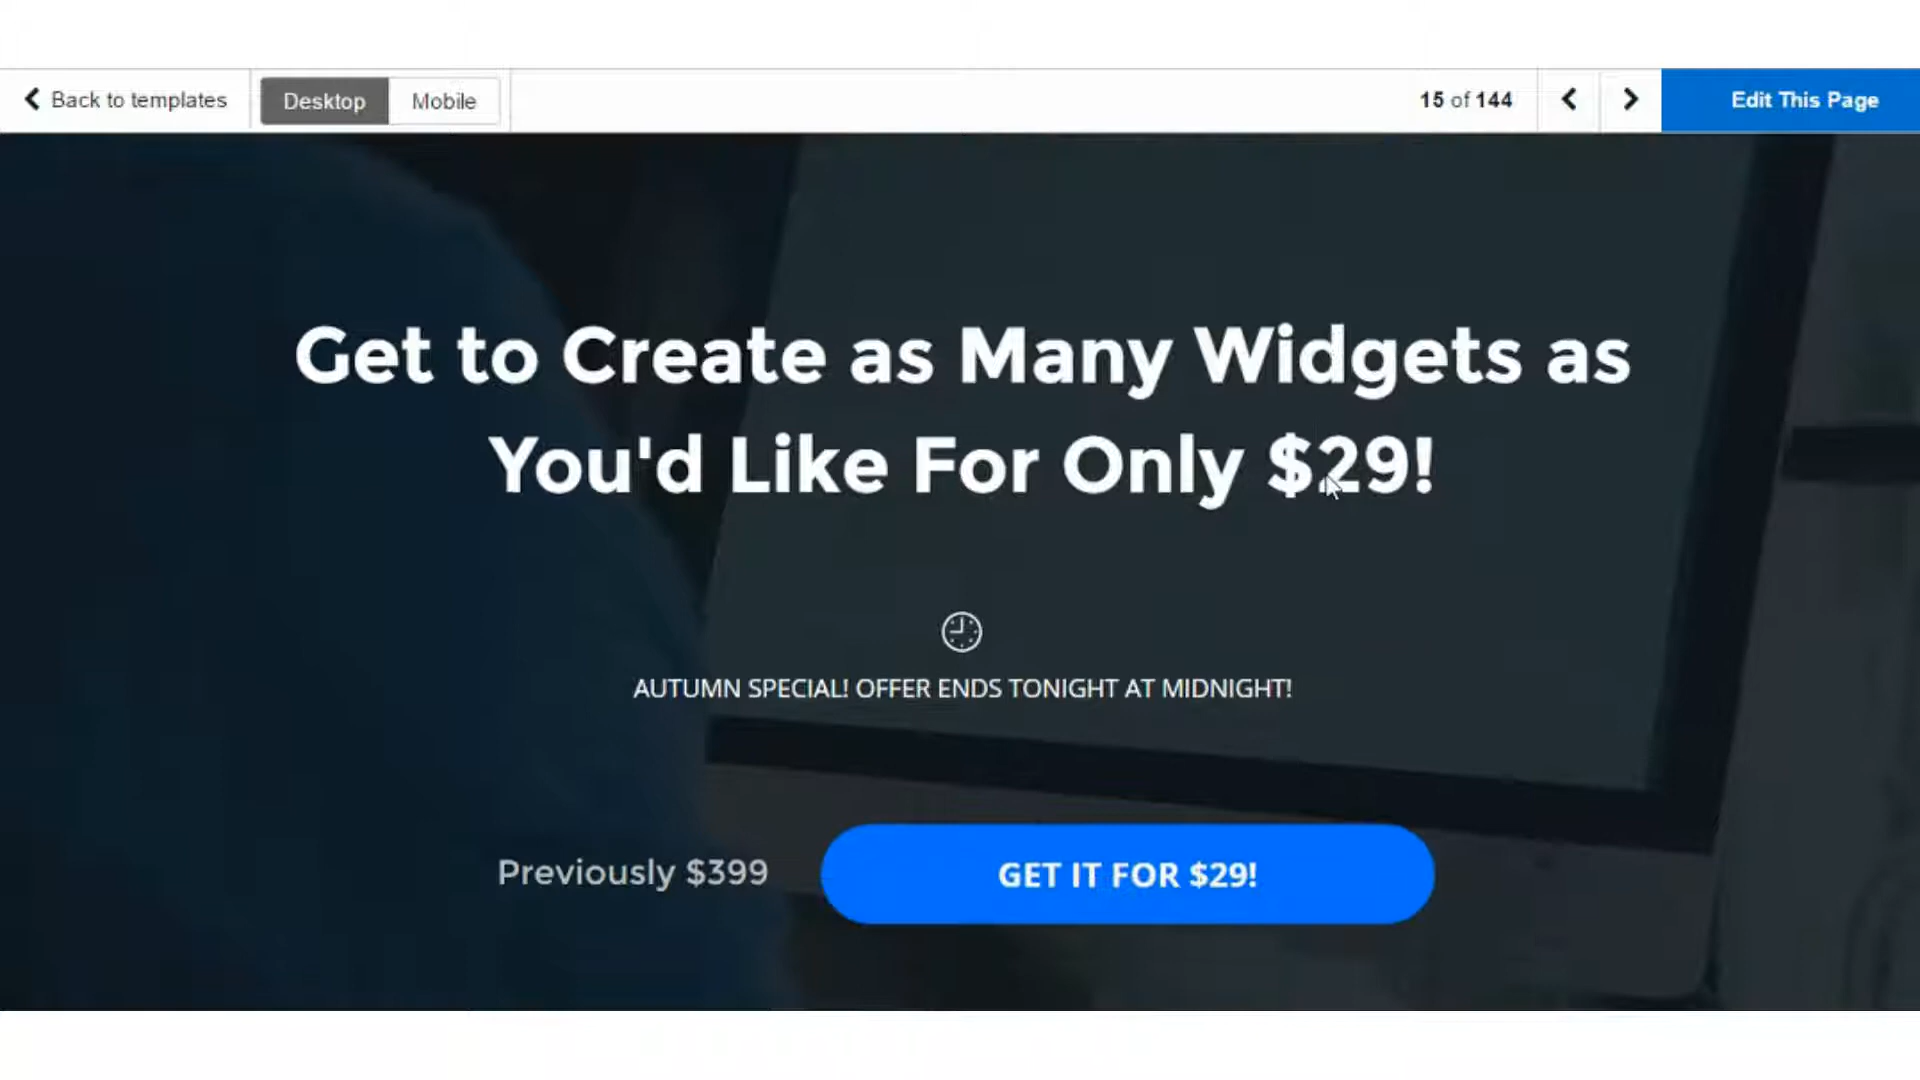 Back to templates
Desktop
Mobile
15 of 144
Edit This Page
Get to Create as Many Widgets as
You'd Like For Only $29!
AUTUMN SPECIAL! OFFER ENDS TONIGHT AT MIDNIGHT!
Previously $399
GET IT FOR $29!